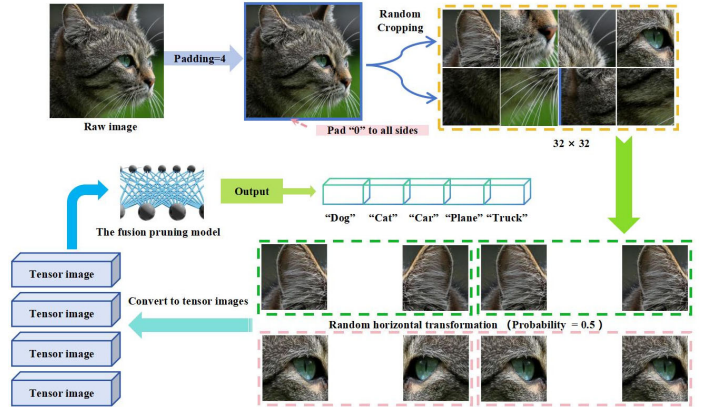 Random
Cropping
Padding=4
Raw image
Pad “0” to all sides
32 × 32
Output
The fusion pruning model
“Dog” “Cat” “Car” “Plane” “Truck”
Tensor image
Tensor image
Tensor image
Tensor image
Convert to tensor images
Random horizontal transformation （Probability = 0.5 ）